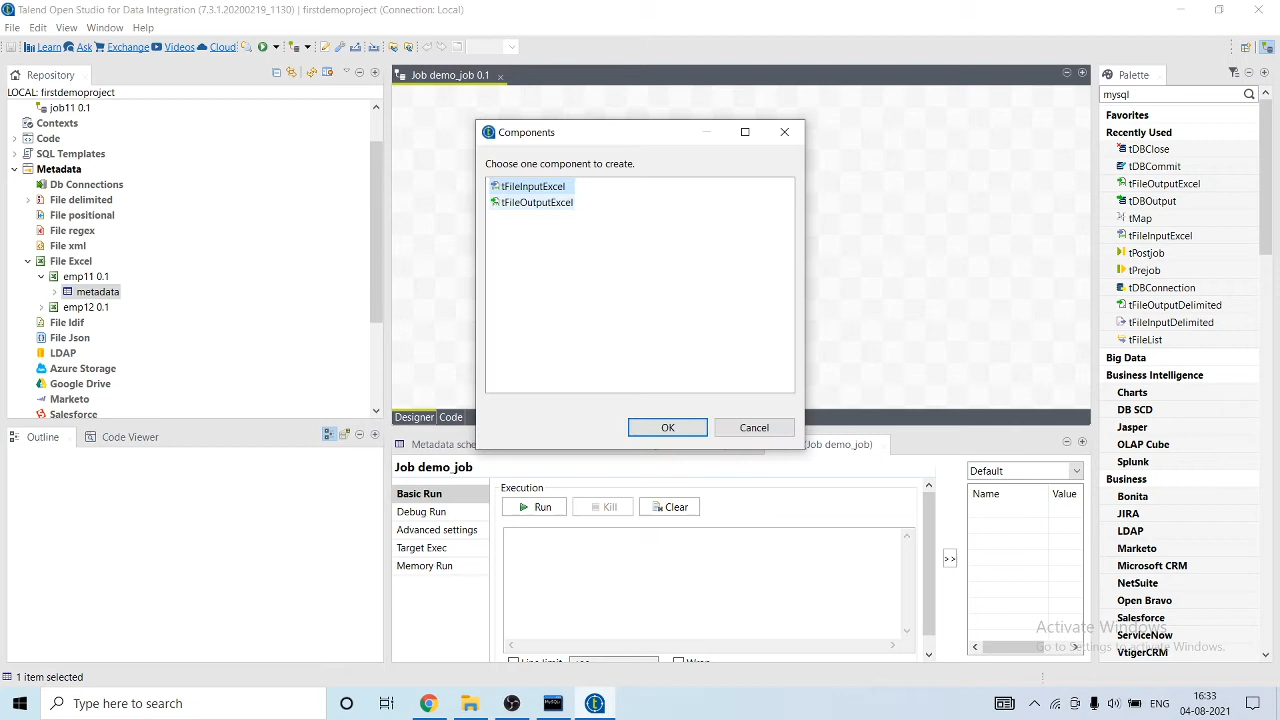 Talend Open Studio for Data Integration (7.3.1.20200219_1130) | firstdemoproject (Connection: Local)
File Edit View Window Help
Learn Ask Exchange Videos Cloud
Repository
LOCAL: firstdemoproject
job11 0.1
Contexts
Code
SQL Templates
Metadata
Db Connections
File delimited
File positional
File regex
File xml
File Excel
emp11 0.1
metadata
emp12 0.1
File ldif
File Json
LDAP
Azure Storage
Google Drive
Marketo
Salesforce
Outline
Code Viewer
Job demo_job 0.1
Components
Choose one component to create.
tFileInputExcel
tFileOutputExcel
OK
Cancel
Designer Code
Metadata sche
(Job demo_job)
Job demo_job
Basic Run
Debug Run
Advanced settings
Target Exec
Memory Run
Execution
Run
Kill
Clear
Line limit
Wrap
>>
Default
Name Value
Palette
mysql
Favorites
Recently Used
tDBClose
tDBCommit
tFileOutputExcel
tDBOutput
tMap
tFileInputExcel
tPostjob
tPrejob
tDBConnection
tFileOutputDelimited
tFileInputDelimited
tFileList
Big Data
Business Intelligence
Charts
DB SCD
Jasper
OLAP Cube
Splunk
Business
Bonita
JIRA
LDAP
Marketo
Microsoft CRM
NetSuite
Open Bravo
Salesforce
ServiceNow
VtigerCRM
Activate Windows
Go to Settings to activate Windows.
1 item selected
Type here to search
ENG
16:33
04-08-2021